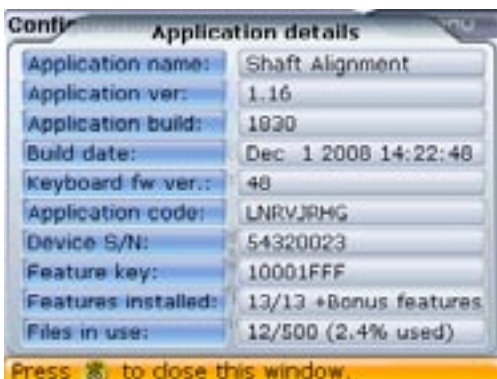 Application details
Application name: Shaft Alignment
Application ver: 1.16
Application build: 1830
Build date: Dec 1 2008 14:22:48
Keyboard fw ver.: 48
Application code: LNRVJRHG
Device S/N: 54320023
Feature key: 10001FFF
Features installed: 13/13 +Bonus features
Files in use: 12/500 (2.4% used)
Press to close this window.